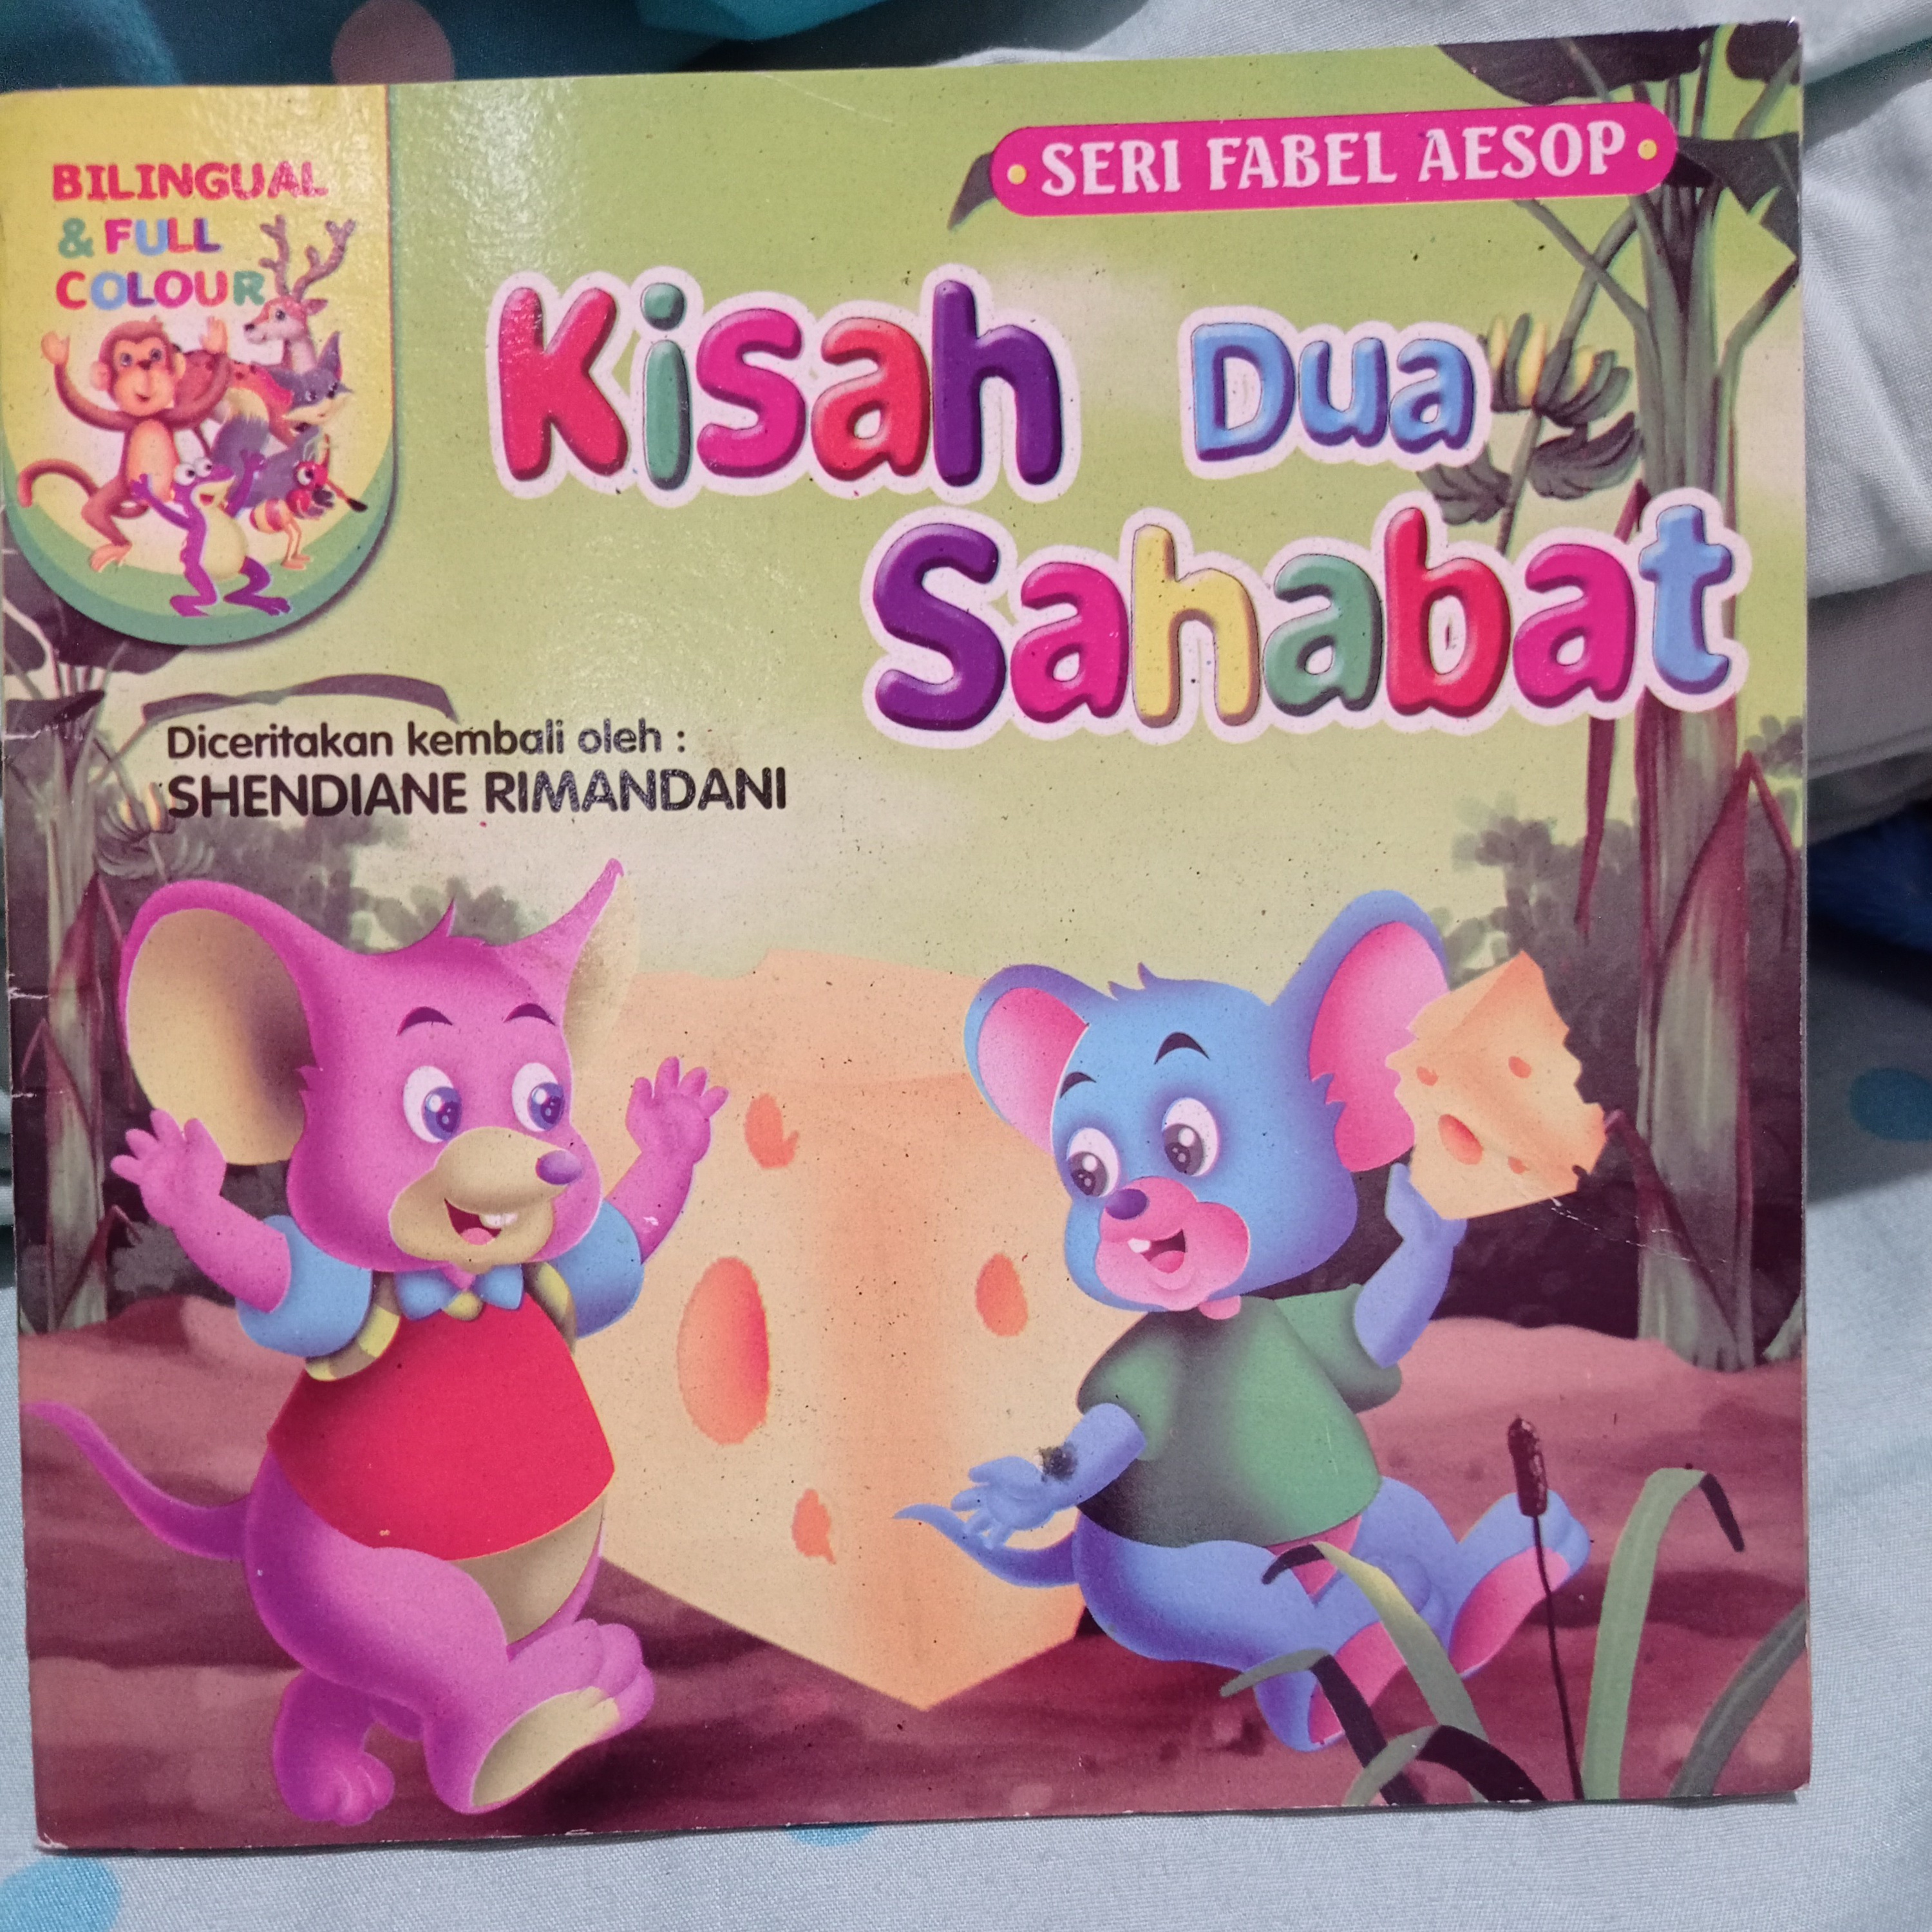 BILINGUAL
& FULL
COLOUR
SERI FABEL AESOP
Kisah Dua
Sahabat
Diceritakan kembali oleh :
SHENDIANE RIMANDANI